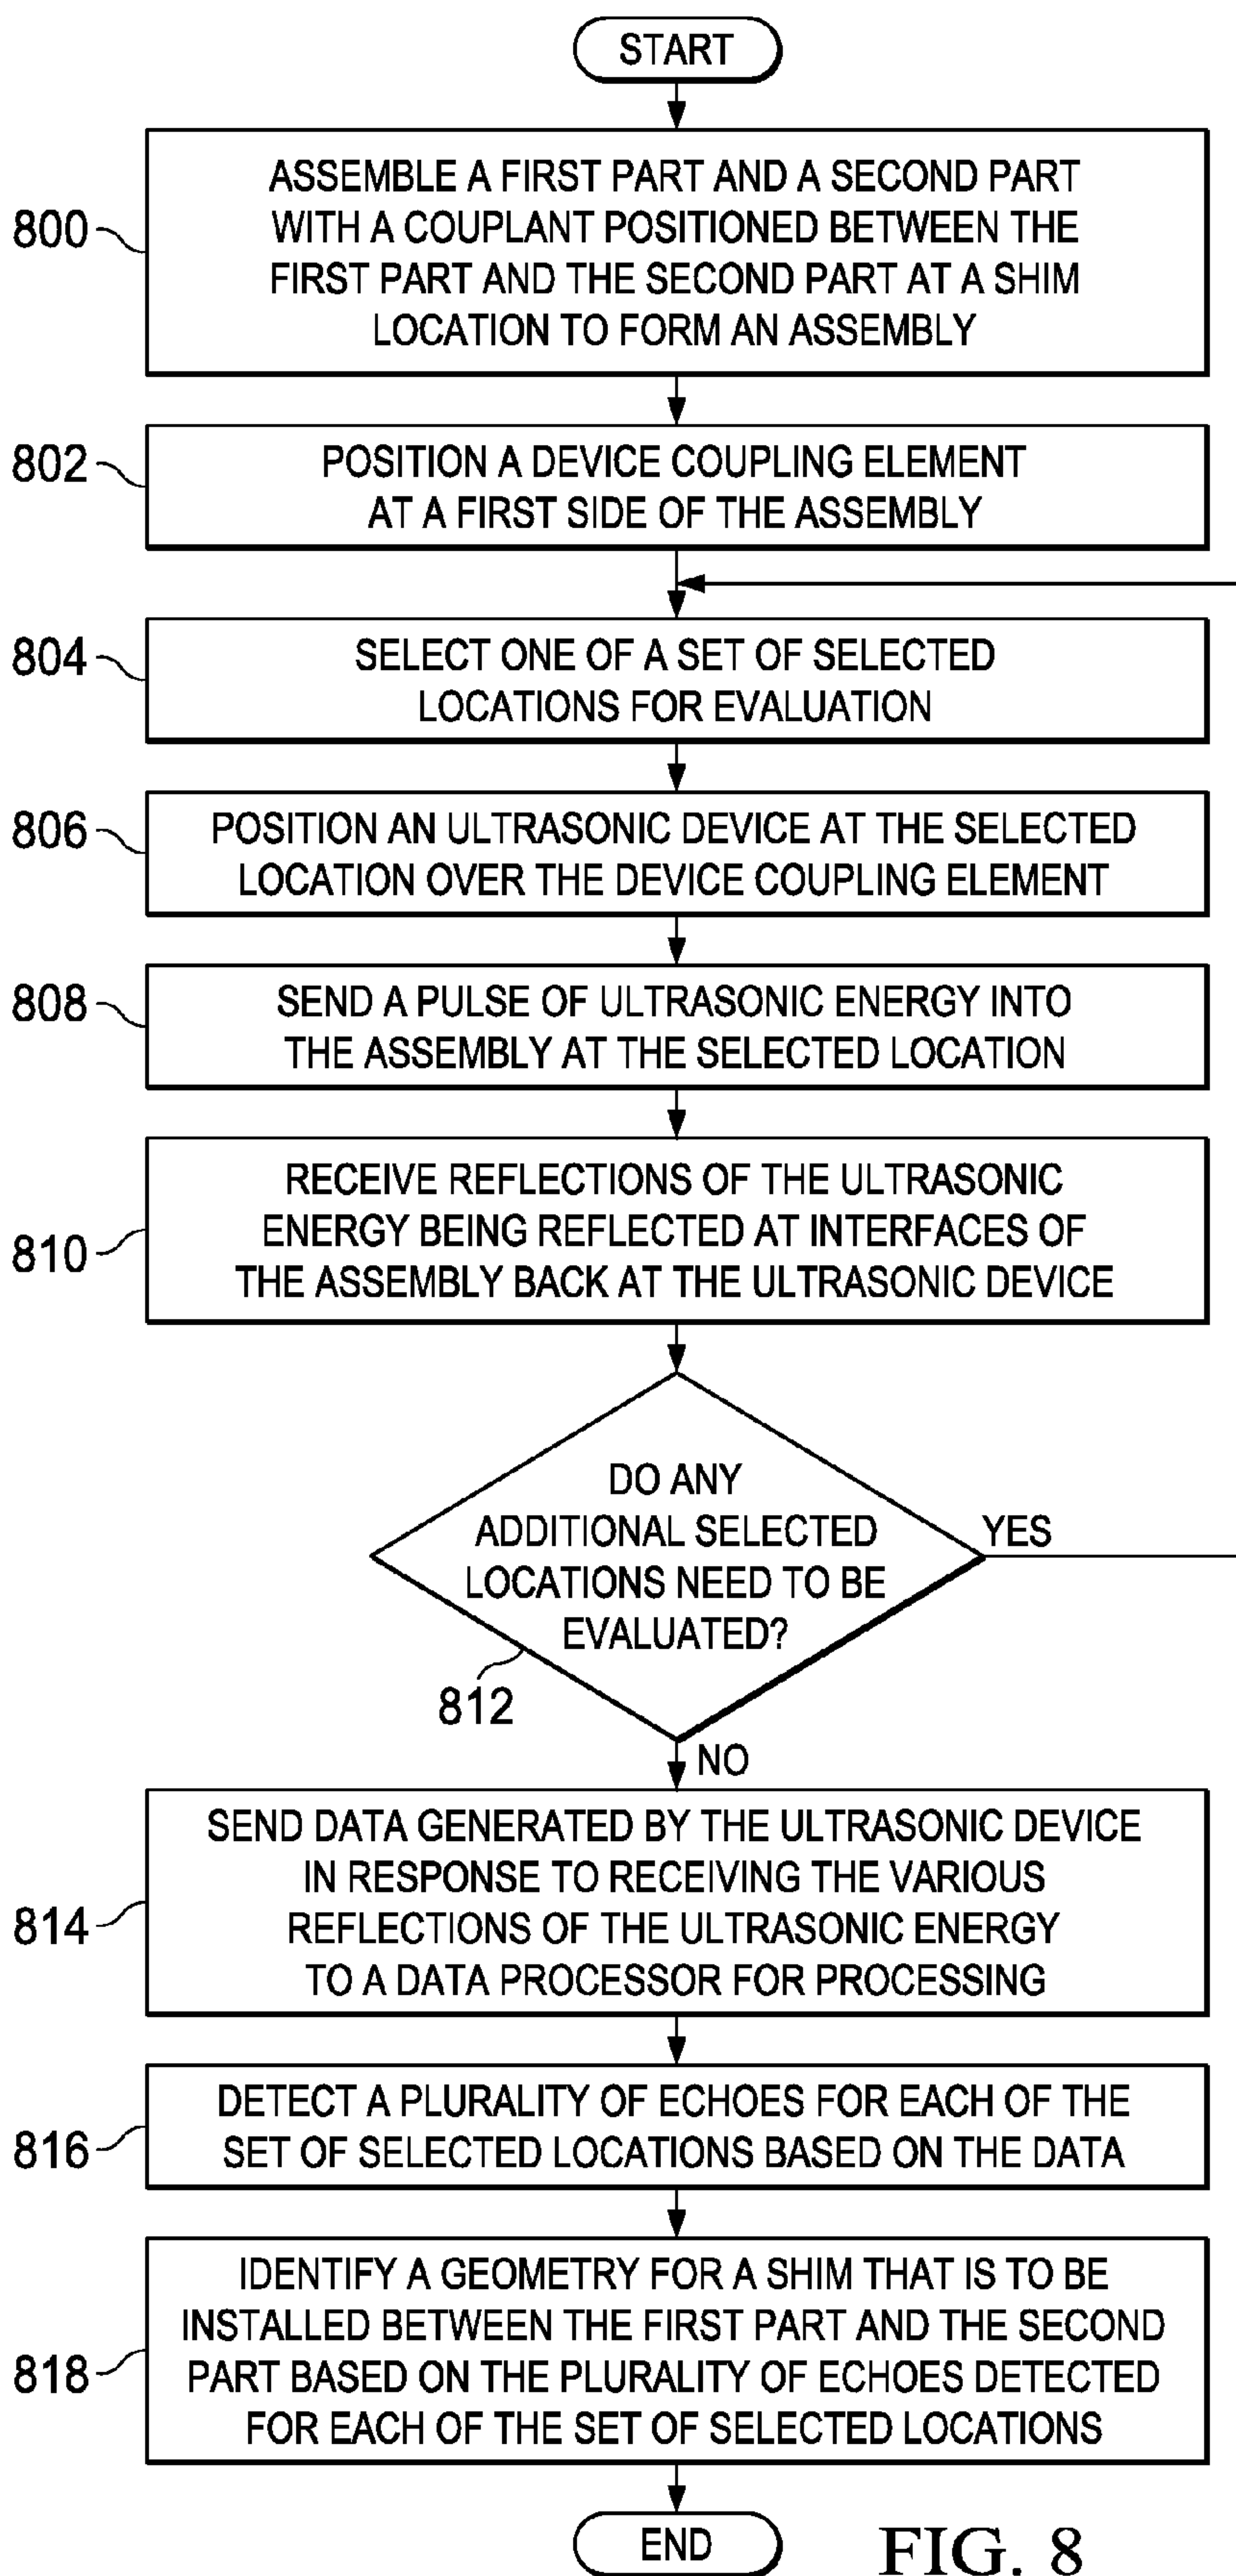 START
800
ASSEMBLE A FIRST PART AND A SECOND PART
WITH A COUPLANT POSITIONED BETWEEN THE
FIRST PART AND THE SECOND PART AT A SHIM
LOCATION TO FORM AN ASSEMBLY
802
POSITION A DEVICE COUPLING ELEMENT
AT A FIRST SIDE OF THE ASSEMBLY
804
SELECT ONE OF A SET OF SELECTED
LOCATIONS FOR EVALUATION
806
POSITION AN ULTRASONIC DEVICE AT THE SELECTED
LOCATION OVER THE DEVICE COUPLING ELEMENT
808
SEND A PULSE OF ULTRASONIC ENERGY INTO
THE ASSEMBLY AT THE SELECTED LOCATION
810
RECEIVE REFLECTIONS OF THE ULTRASONIC
ENERGY BEING REFLECTED AT INTERFACES OF
THE ASSEMBLY BACK AT THE ULTRASONIC DEVICE
DO ANY
ADDITIONAL SELECTED
LOCATIONS NEED TO BE
EVALUATED?
YES
812
NO
814
SEND DATA GENERATED BY THE ULTRASONIC DEVICE
IN RESPONSE TO RECEIVING THE VARIOUS
REFLECTIONS OF THE ULTRASONIC ENERGY
TO A DATA PROCESSOR FOR PROCESSING
816
DETECT A PLURALITY OF ECHOES FOR EACH OF THE
SET OF SELECTED LOCATIONS BASED ON THE DATA
818
IDENTIFY A GEOMETRY FOR A SHIM THAT IS TO BE
INSTALLED BETWEEN THE FIRST PART AND THE SECOND
PART BASED ON THE PLURALITY OF ECHOES DETECTED
FOR EACH OF THE SET OF SELECTED LOCATIONS
END
FIG. 8